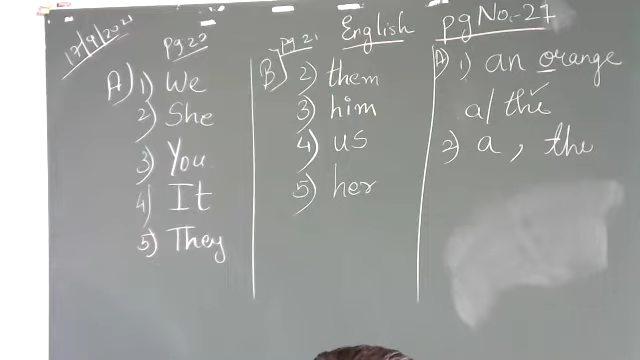 17/9/2021
pg 22
A) 1) We
2) She
3) You
4) It
5) They
pg 21
English
B) 2) them
3) him
4) us
5) her
pg No:- 27
A) 1) an orange
a/ the
2) a, the